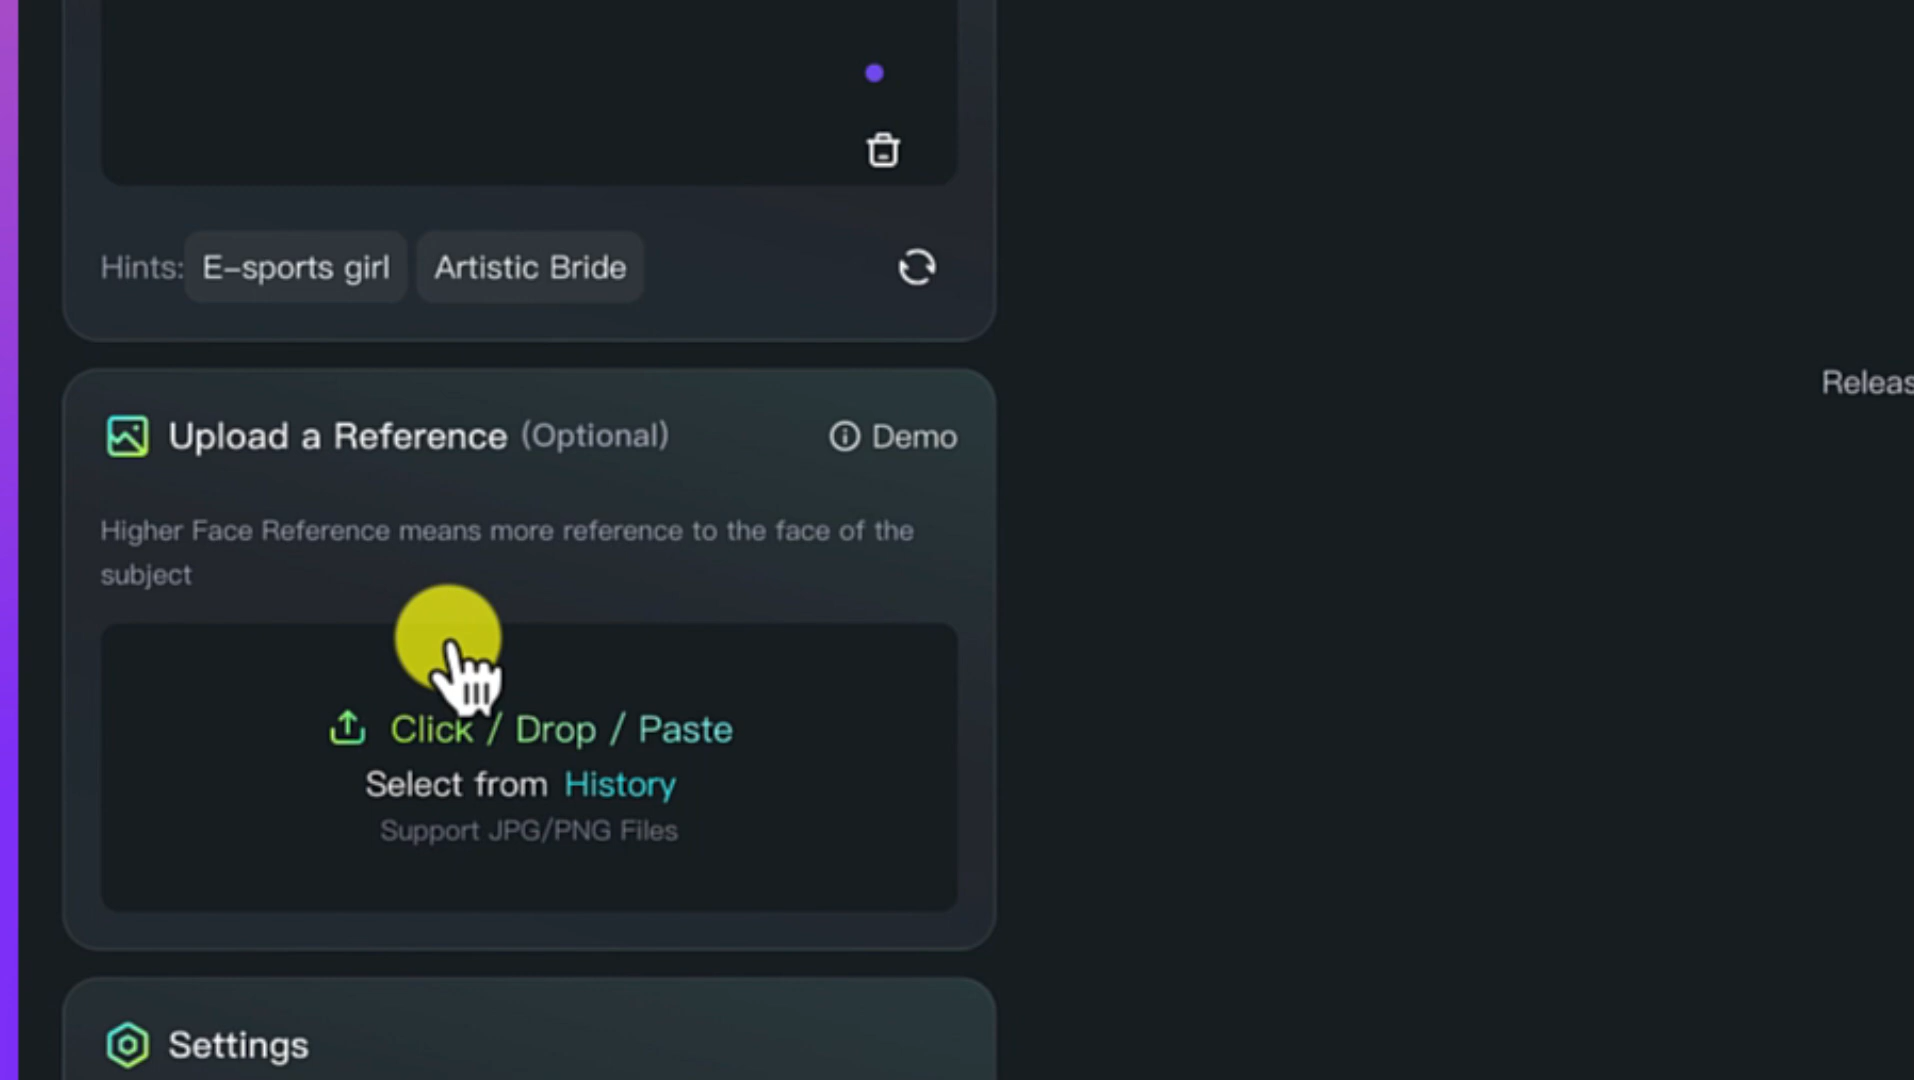 Hints: E-sports girl Artistic Bride
Releas
Upload a Reference (Optional) Demo
Higher Face Reference means more reference to the face of the
subject
Click / Drop / Paste
Select from History
Support JPG/PNG Files
Settings